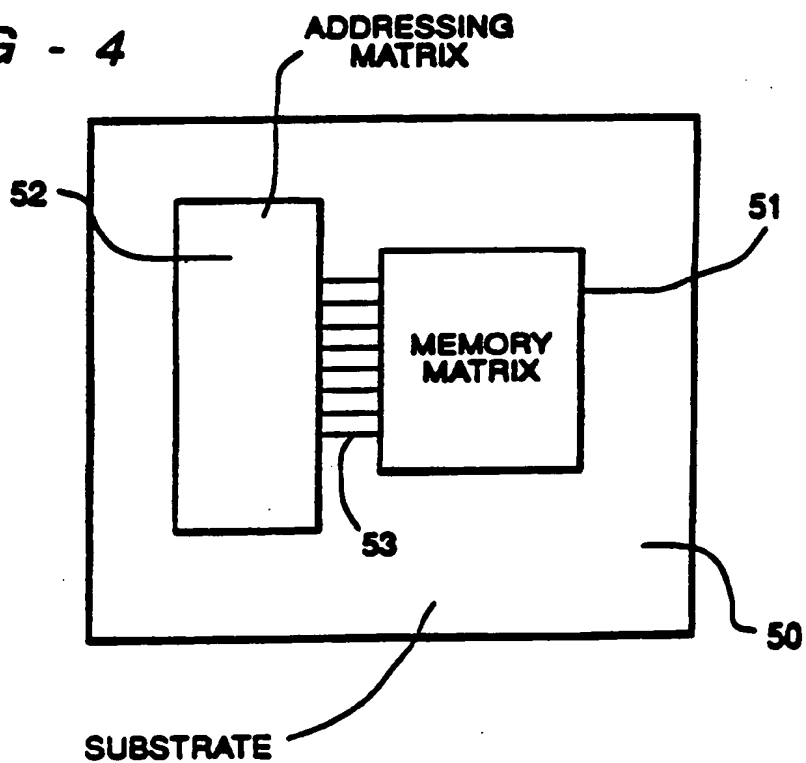 G - 4
ADDRESSING
MATRIX
52
51
MEMORY
MATRIX
53
50
SUBSTRATE